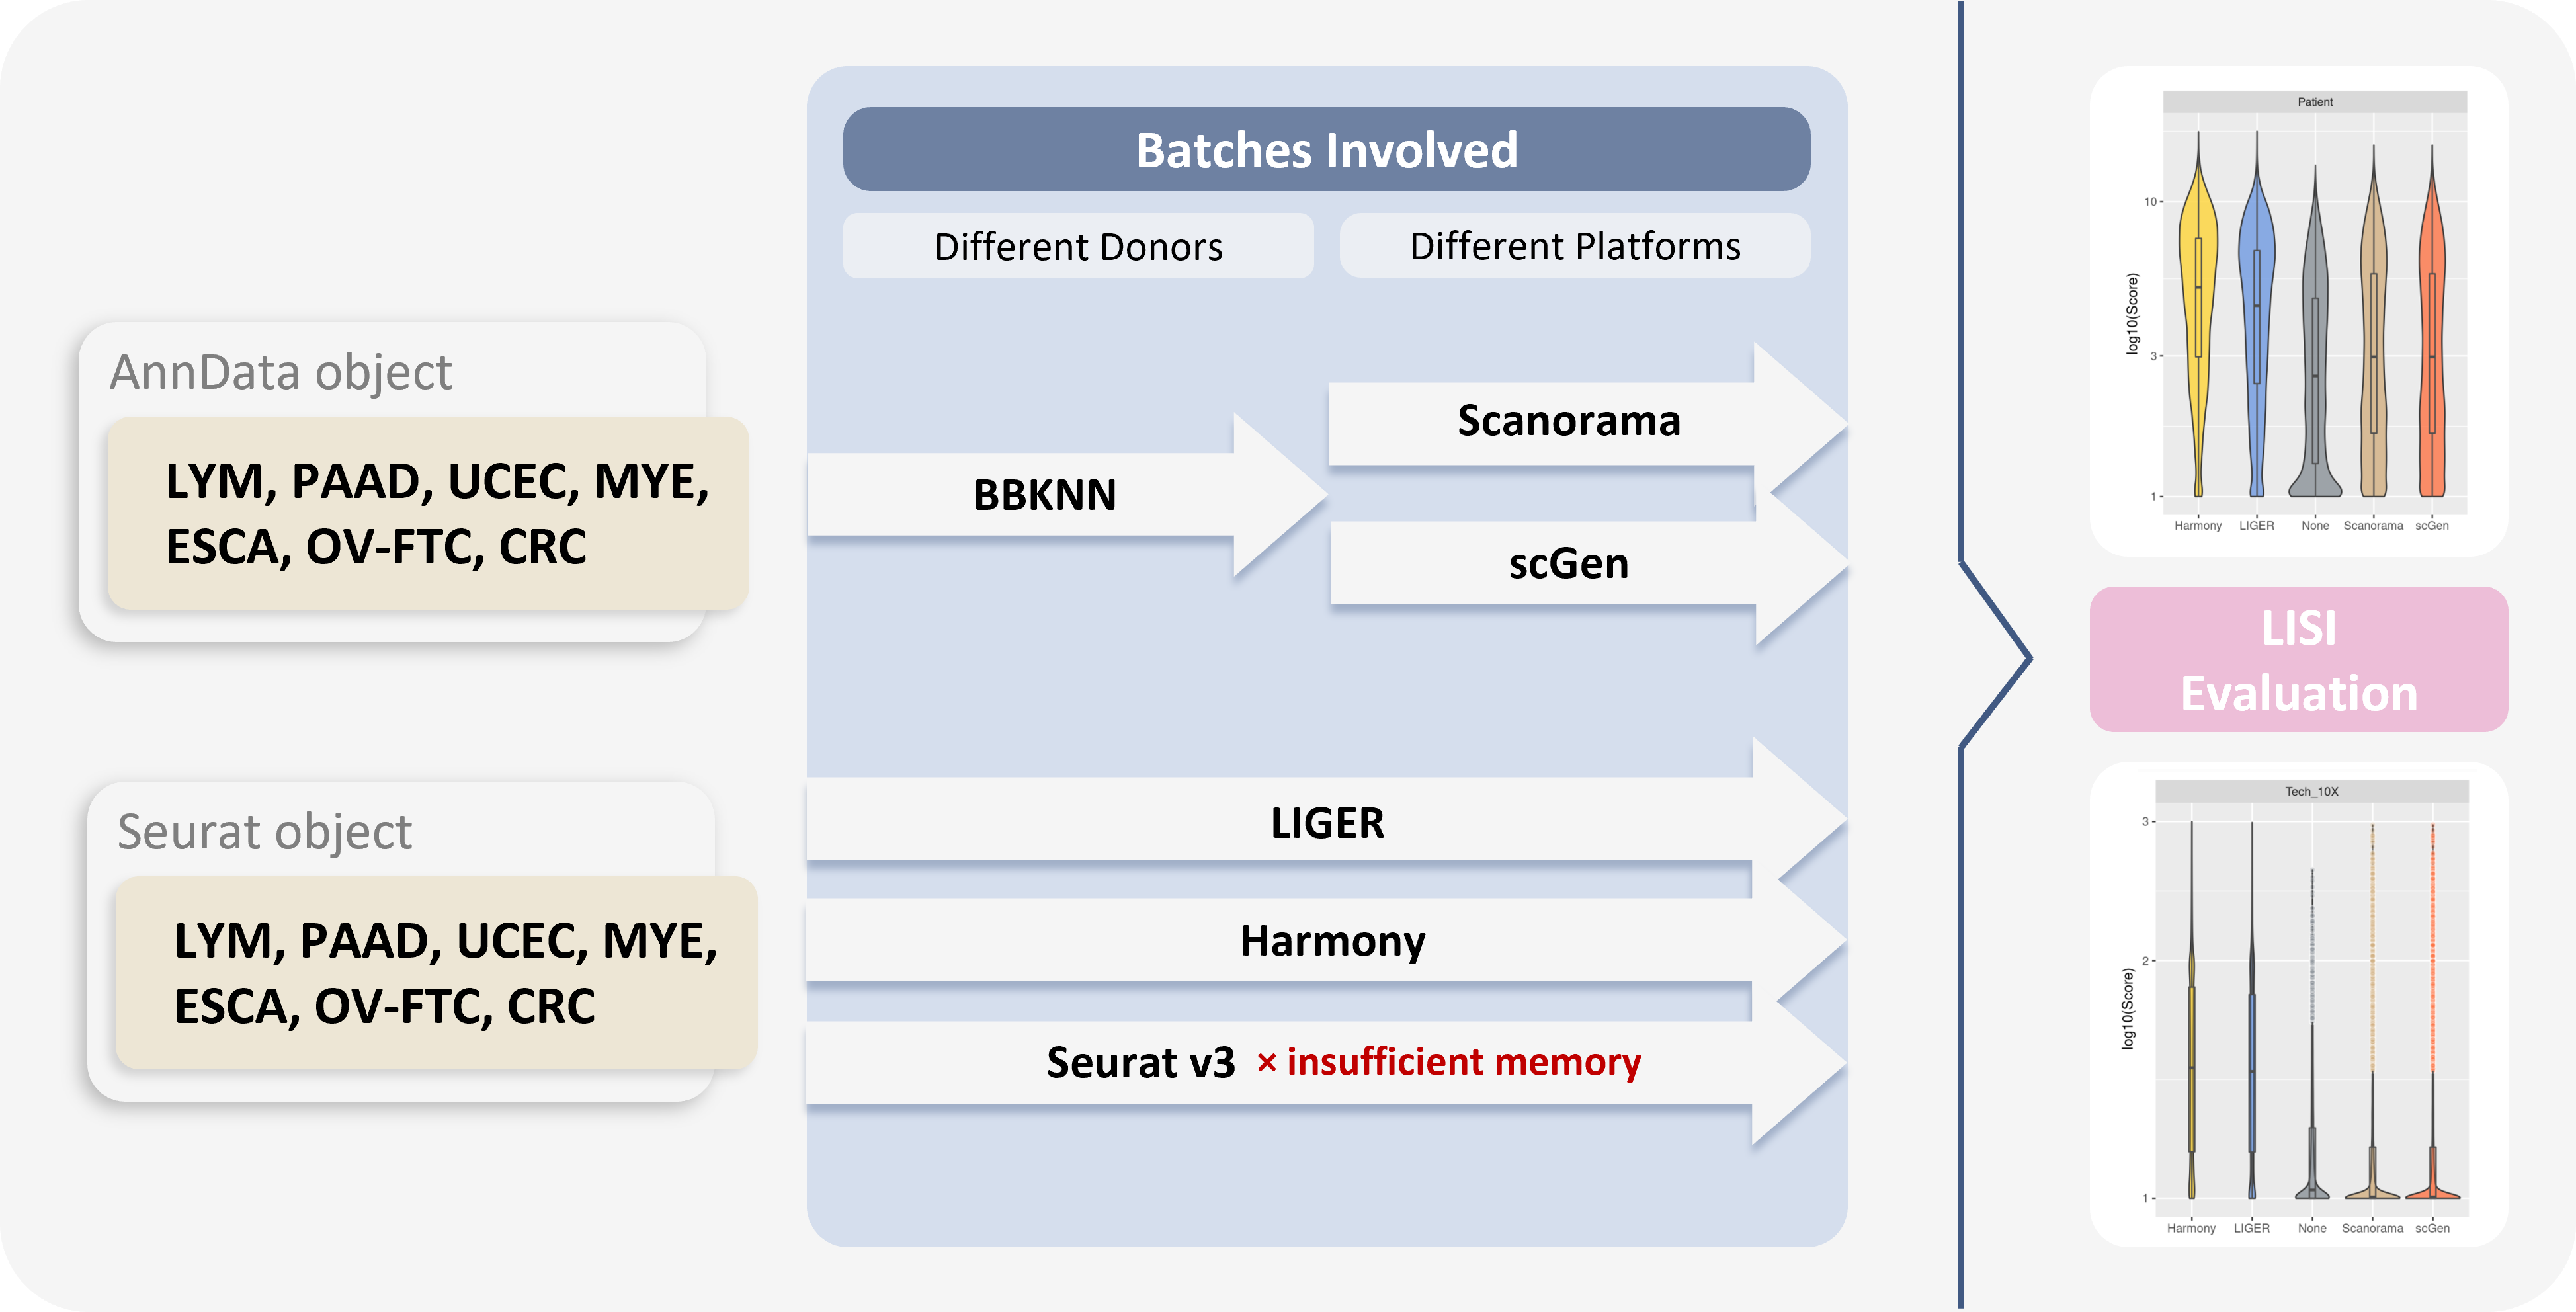 AnnData object
LYM, PAAD, UCEC, MYE,
ESCA, OV-FTC, CRC
Seurat object
LYM, PAAD, UCEC, MYE,
ESCA, OV-FTC, CRC
Batches Involved
Different Donors
Different Platforms
BBKNN
Scanorama
scGen
LIGER
Harmony
Seurat v3 × insufficient memory
Patient
log10(Score)
10
3
1
Harmony LIGER None Scanorama scGen
LISI
Evaluation
Tech_10X
log10(Score)
3
2
1
Harmony LIGER None Scanorama scGen